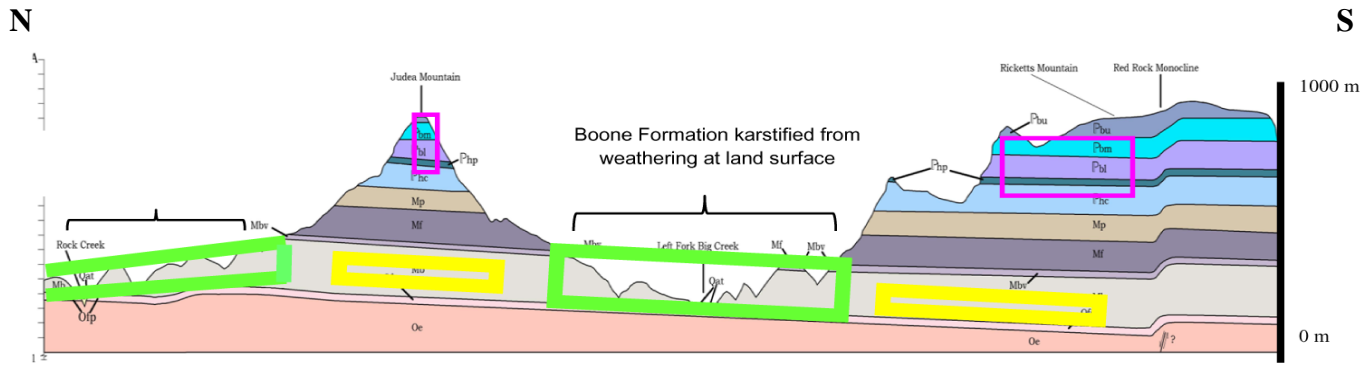 N
S
A
Judea Mountain
Ricketts Mountain
Red Rock Monocline
1000 m
ℙbu
ℙbu
ℙbm
ℙbm
Boone Formation karstified from
weathering at land surface
ℙbl
ℙhp
ℙhp
ℙbl
ℙhc
ℙhc
Mp
Mp
Mbv
Mf
Mf
Rock Creek
Mbv
Left Fork Big Creek
Mf
Mbv
Qat
Qat
Mb
Mbv
Ofp
Oe
Oe
?
0 m